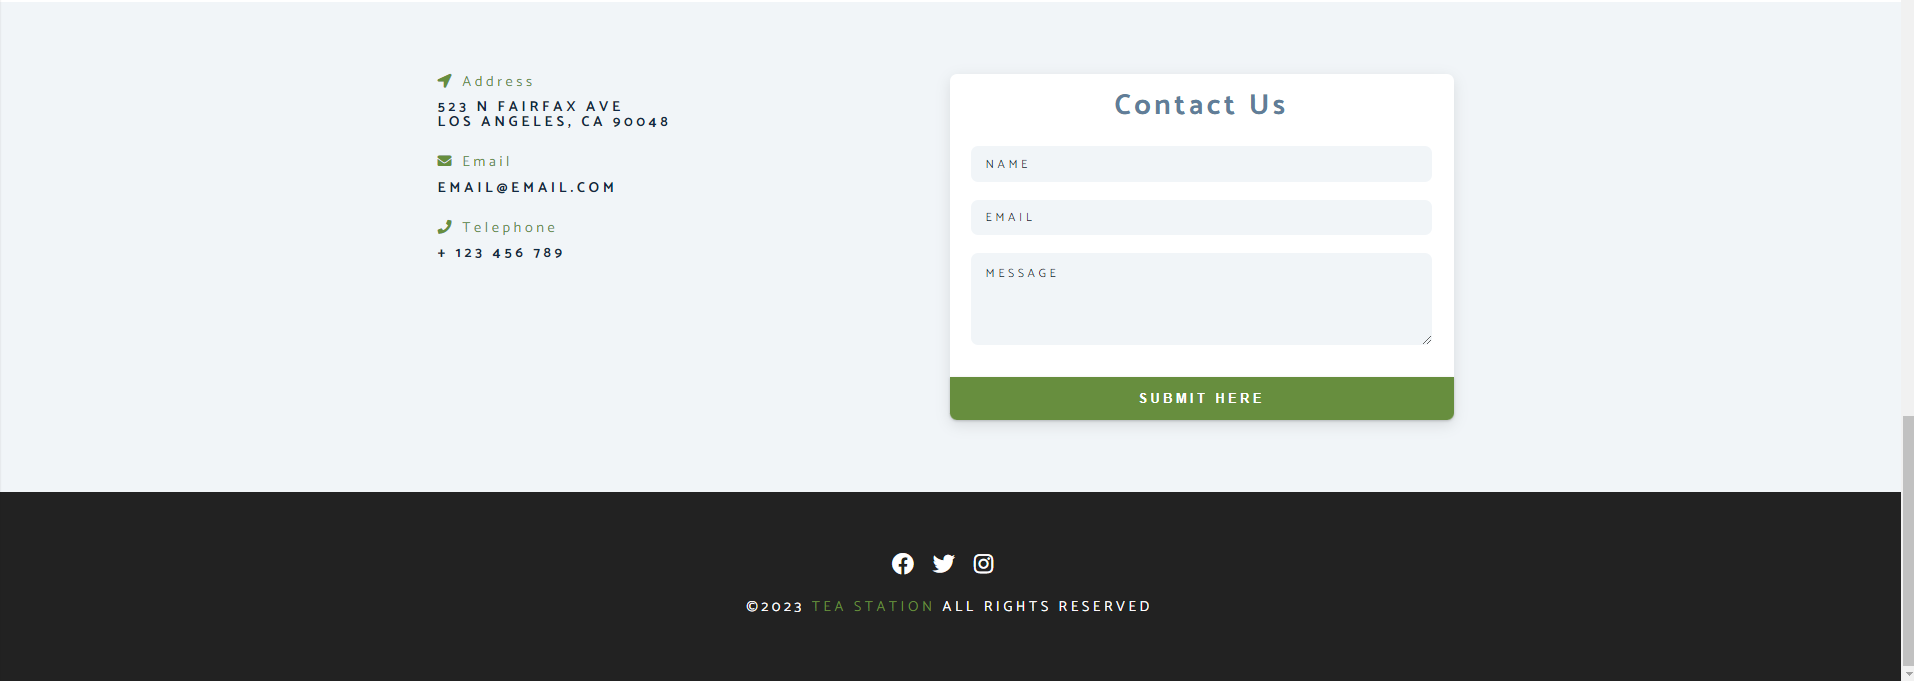 Address
523 N FAIRFAX AVE
LOS ANGELES, CA 90048
Email
EMAIL@EMAIL.COM
Telephone
+ 123 456 789
Contact Us
NAME
EMAIL
MESSAGE
SUBMIT HERE
©2023 TEA STATION ALL RIGHTS RESERVED